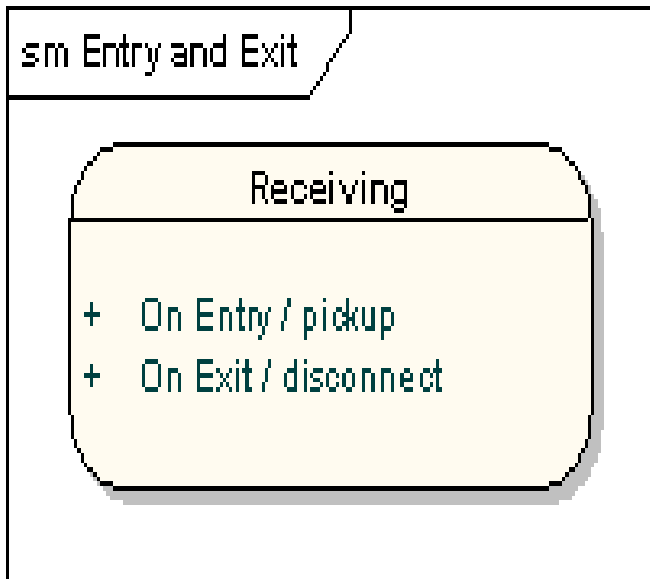 sm Entry and Exit
Receiving
+ On Entry / pickup
+ On Exit / disconnect